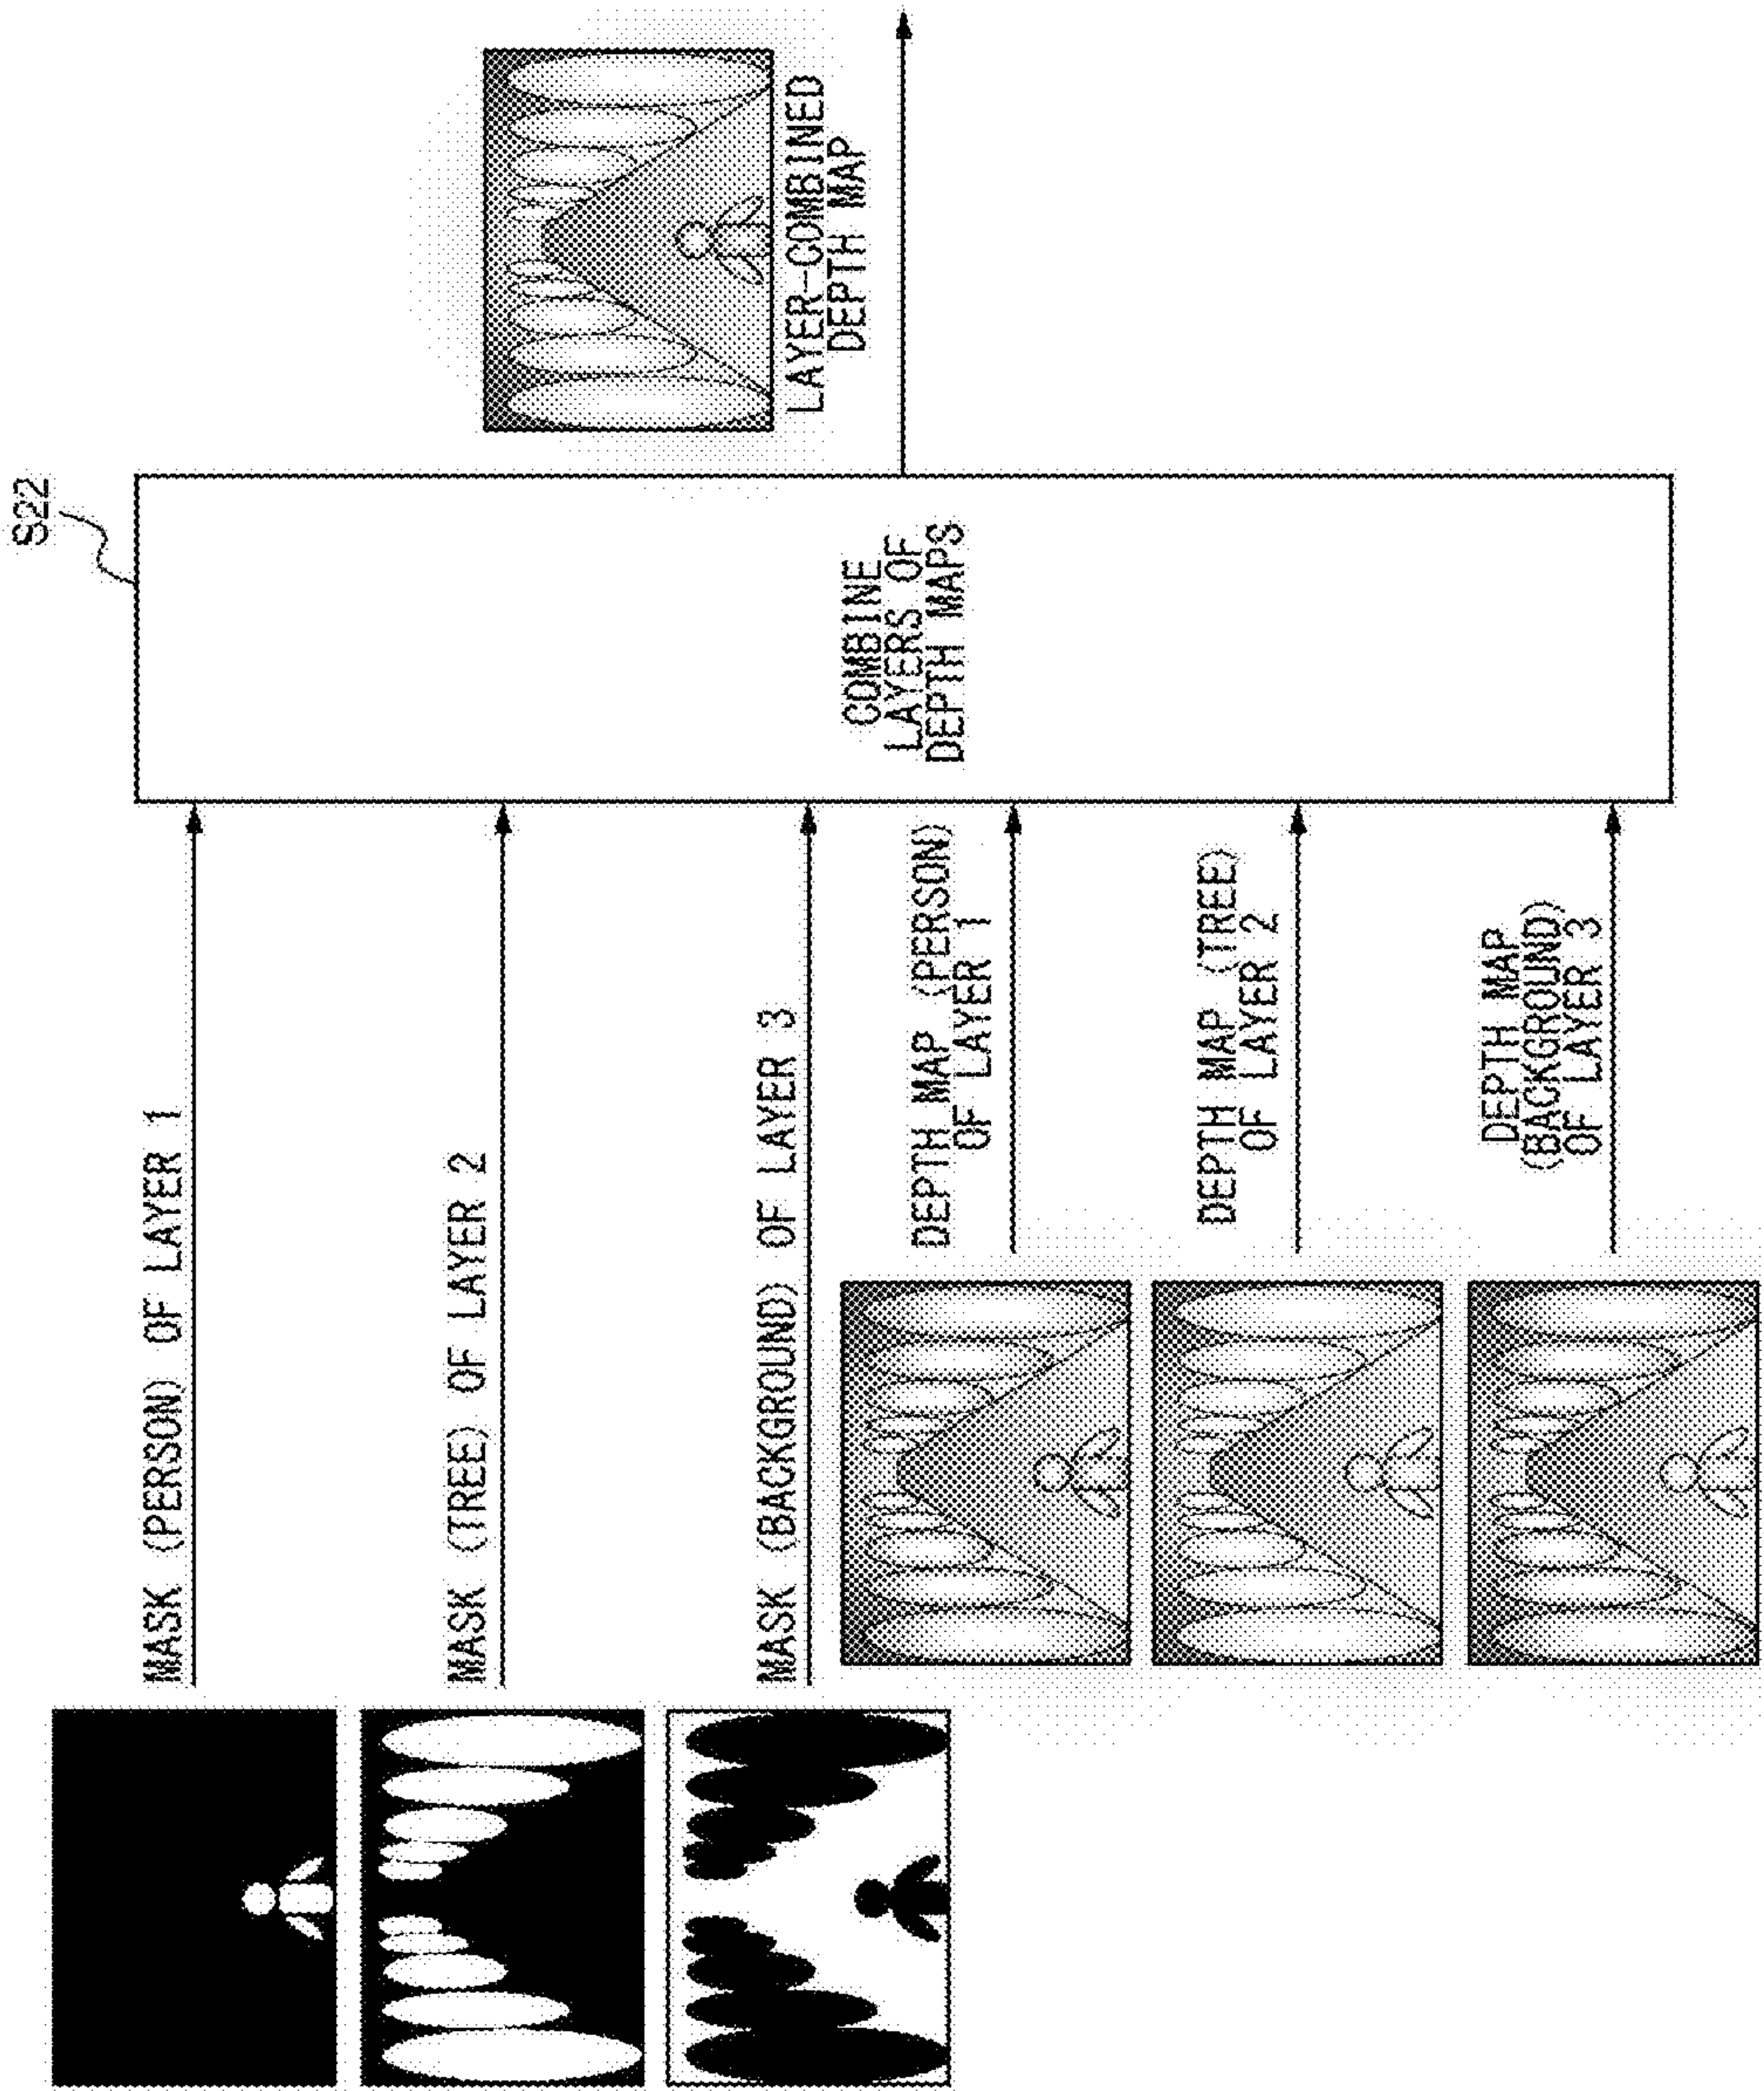 S22
MASK (PERSON) OF LAYER 1
MASK (TREE) OF LAYER 2
MASK (BACKGROUND) OF LAYER 3
DEPTH MAP (PERSON)
OF LAYER 1
DEPTH MAP (TREE)
OF LAYER 2
DEPTH MAP
(BACKGROUND)
OF LAYER 3
COMBINE
LAYERS OF
DEPTH MAPS
LAYER-COMBINED
DEPTH MAP